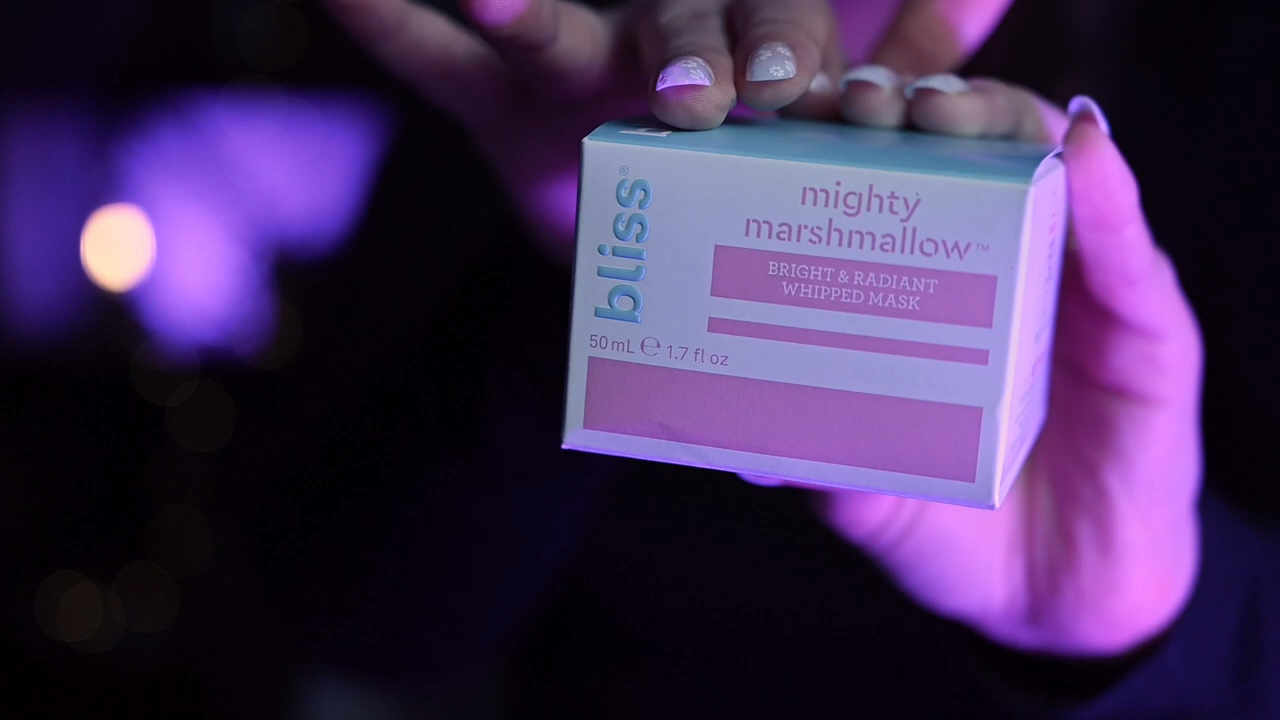 bliss®
mighty
marshmallow™
BRIGHT & RADIANT
WHIPPED MASK
50 mL ℮ 1.7 fl oz